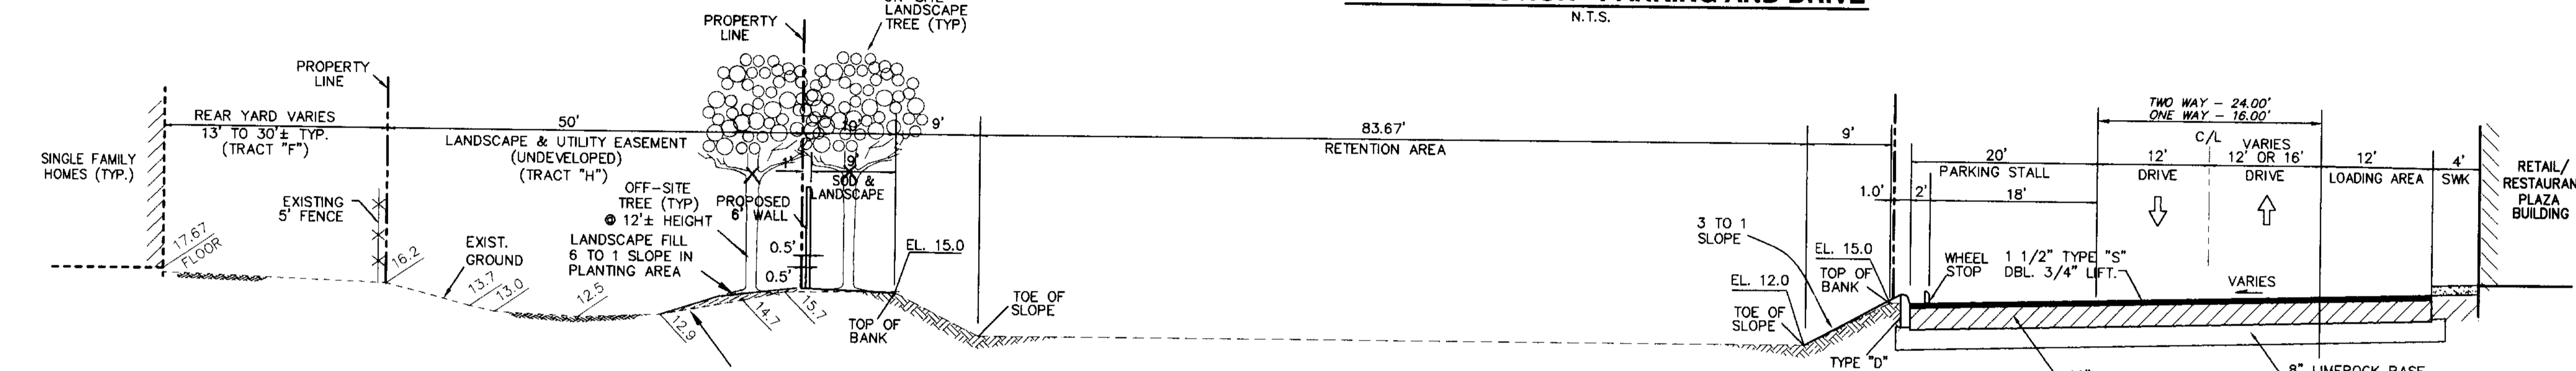 PARKING AND DRIVE
N.T.S.
LANDSCAPE
TREE (TYP)
PROPERTY
LINE
PROPERTY
LINE
REAR YARD VARIES
13' TO 30'± TYP.
(TRACT "F")
SINGLE FAMILY
HOMES (TYP.)
EXISTING
5' FENCE
17.67
FLOOR
16.2
EXIST.
GROUND
13.7
13.0
12.5
50'
LANDSCAPE & UTILITY EASEMENT
(UNDEVELOPED)
(TRACT "H")
OFF-SITE
TREE (TYP)
@ 12'± HEIGHT
LANDSCAPE FILL
6 TO 1 SLOPE IN
PLANTING AREA
12.9
14.7
15.7
PROPOSED
6' WALL
0.5'
0.5'
1'
10'
9'
SOD &
LANDSCAPE
9'
EL. 15.0
TOP OF
BANK
TOE OF
SLOPE
83.67'
RETENTION AREA
9'
3 TO 1
SLOPE
EL. 15.0
TOP OF
BANK
EL. 12.0
TOE OF
SLOPE
TYPE "D"
1.0'
2'
20'
PARKING STALL
18'
WHEEL
STOP
1 1/2" TYPE "S"
DBL. 3/4" LIFT.
TWO WAY - 24.00'
ONE WAY - 16.00'
C/L
12'
DRIVE
VARIES
12' OR 16'
DRIVE
VARIES
12'
LOADING AREA
4'
SWK
RETAIL/
RESTAURAN
PLAZA
BUILDING
8" LIMEROCK BASE